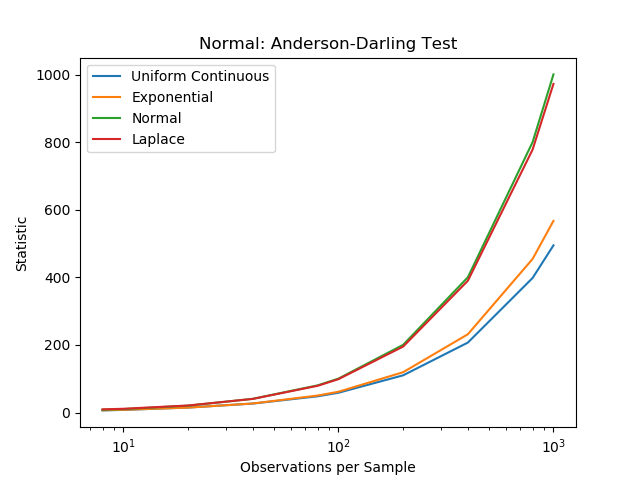 Normal: Anderson-Darling Test
Uniform Continuous
Exponential
Normal
Laplace
1000
800
600
400
200
0
Statistic
10¹ 10² 10³
Observations per Sample